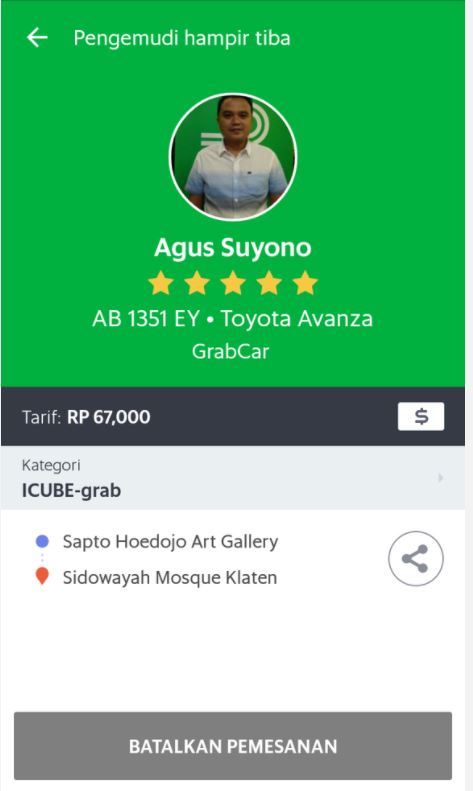 Pengemudi hampir tiba
Agus Suyono
AB 1351 EY • Toyota Avanza
GrabCar
Tarif: RP 67,000
$
Kategori
ICUBE-grab
Sapto Hoedojo Art Gallery
Sidowayah Mosque Klaten
BATALKAN PEMESANAN